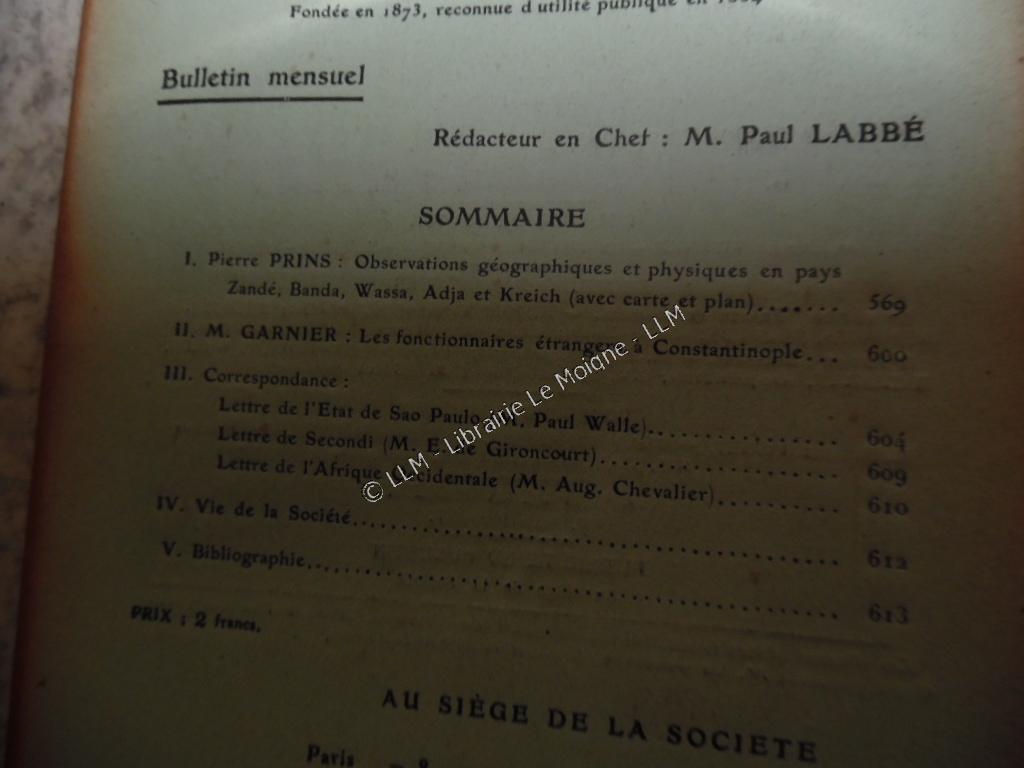 Fondée en 1873, reconnue d'utilité publique en
Bulletin mensuel
Rédacteur en Chef : M. Paul LABBÉ
SOMMAIRE
I. Pierre PRINS : Observations géographiques et physiques en pays
Zandé, Banda, Wassa, Adja et Kreich (avec carte et plan)....... 569
II. M. GARNIER : Les fonctionnaires étrangers à Constantinople... 600
III. Correspondance :
Lettre de l'Etat de Sao Paulo (M. Paul Walle)................ 604
Lettre de Secondi (M. E. de Gironcourt)...................... 609
Lettre de l'Afrique Occidentale (M. Aug. Chevalier).......... 610
IV. Vie de la Société........................................ 612
V. Bibliographie............................................. 613
PRIX : 2 francs.
AU SIÈGE DE LA SOCIETE
Paris
© LLM - Librairie Le Moigne - LLM